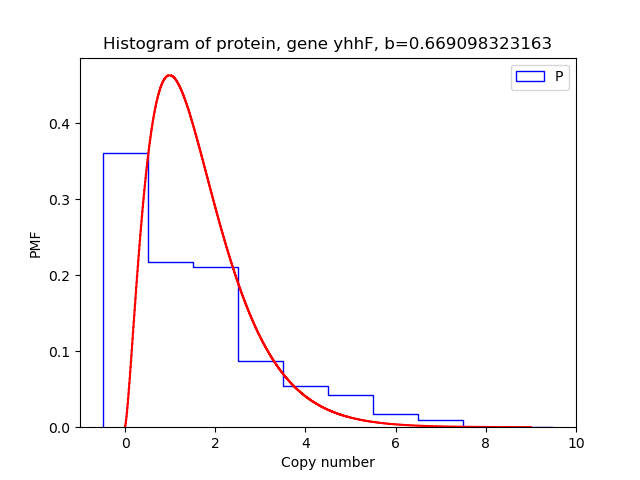 Histogram of protein, gene yhhF, b=0.669098323163
P
PMF
0.4
0.3
0.2
0.1
0.0
0 2 4 6 8 10
Copy number